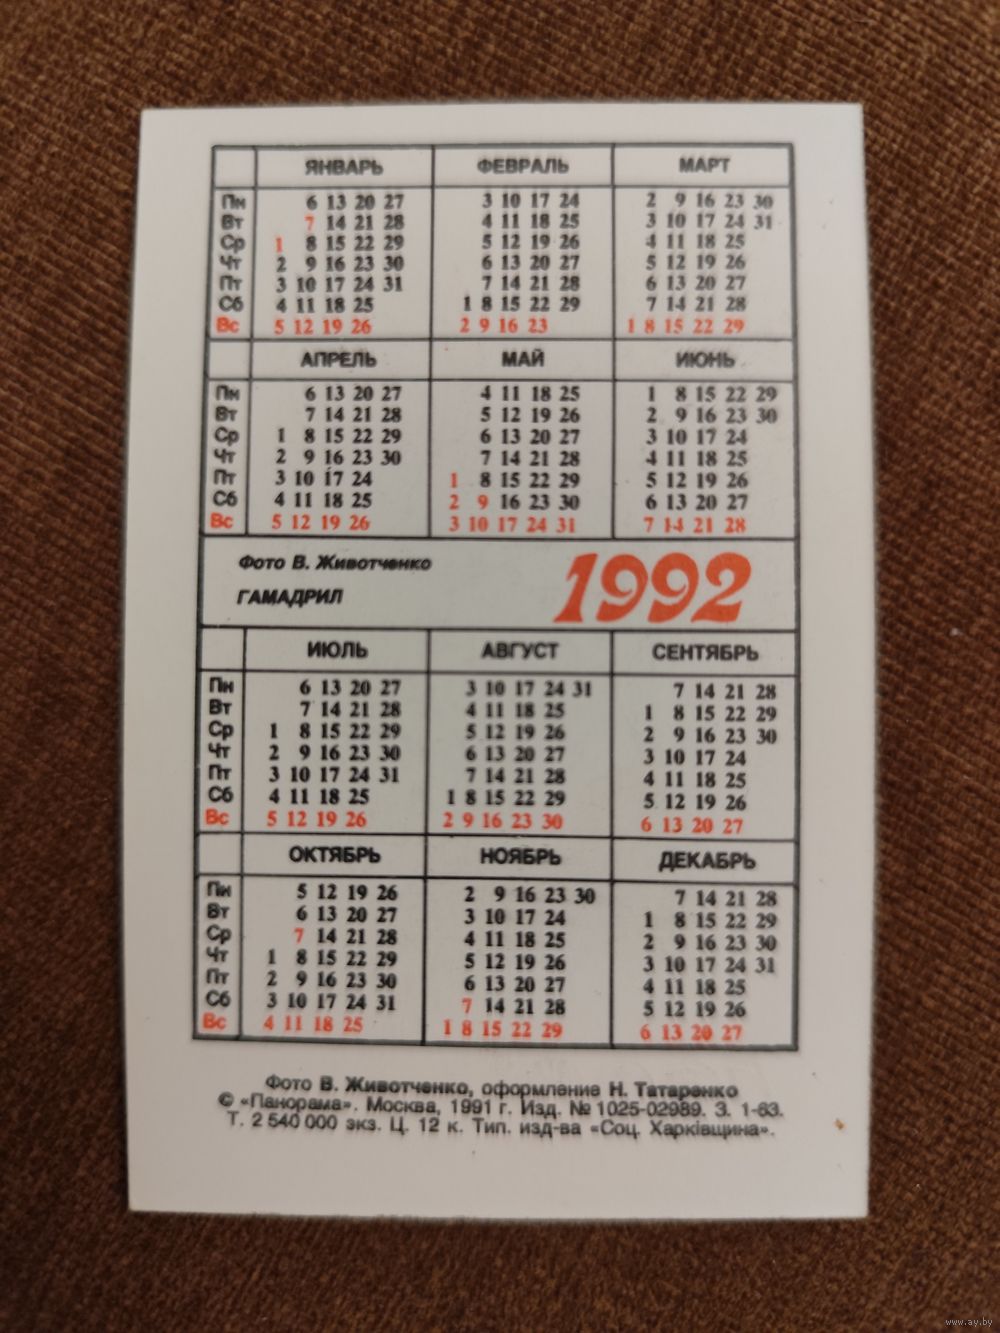 ЯНВАРЬ ФЕВРАЛЬ МАРТ
Пн 6 13 20 27 3 10 17 24 2 9 16 23 30
Вт 7 14 21 28 4 11 18 25 3 10 17 24 31
Ср 1 8 15 22 29 5 12 19 26 4 11 18 25
Чт 2 9 16 23 30 6 13 20 27 5 12 19 26
Пт 3 10 17 24 31 7 14 21 28 6 13 20 27
Сб 4 11 18 25 1 8 15 22 29 7 14 21 28
Вс 5 12 19 26 2 9 16 23 1 8 15 22 29
АПРЕЛЬ МАЙ ИЮНЬ
Пн 6 13 20 27 4 11 18 25 1 8 15 22 29
Вт 7 14 21 28 5 12 19 26 2 9 16 23 30
Ср 1 8 15 22 29 6 13 20 27 3 10 17 24
Чт 2 9 16 23 30 7 14 21 28 4 11 18 25
Пт 3 10 17 24 1 8 15 22 29 5 12 19 26
Сб 4 11 18 25 2 9 16 23 30 6 13 20 27
Вс 5 12 19 26 3 10 17 24 31 7 14 21 28
Фото В. Животченко
ГАМАДРИЛ
1992
ИЮЛЬ АВГУСТ СЕНТЯБРЬ
Пн 6 13 20 27 3 10 17 24 31 7 14 21 28
Вт 7 14 21 28 4 11 18 25 1 8 15 22 29
Ср 1 8 15 22 29 5 12 19 26 2 9 16 23 30
Чт 2 9 16 23 30 6 13 20 27 3 10 17 24
Пт 3 10 17 24 31 7 14 21 28 4 11 18 25
Сб 4 11 18 25 1 8 15 22 29 5 12 19 26
Вс 5 12 19 26 2 9 16 23 30 6 13 20 27
ОКТЯБРЬ НОЯБРЬ ДЕКАБРЬ
Пн 5 12 19 26 2 9 16 23 30 7 14 21 28
Вт 6 13 20 27 3 10 17 24 1 8 15 22 29
Ср 7 14 21 28 4 11 18 25 2 9 16 23 30
Чт 1 8 15 22 29 5 12 19 26 3 10 17 24 31
Пт 2 9 16 23 30 6 13 20 27 4 11 18 25
Сб 3 10 17 24 31 7 14 21 28 5 12 19 26
Вс 4 11 18 25 1 8 15 22 29 6 13 20 27
Фото В. Животченко, оформление Н. Татаренко
© «Панорама». Москва, 1991 г. Изд. № 1025-02989. З. 1-63.
Т. 2 540 000 экз. Ц. 12 к. Тип. изд-ва «Соц. Харківщина».
www.ay.by